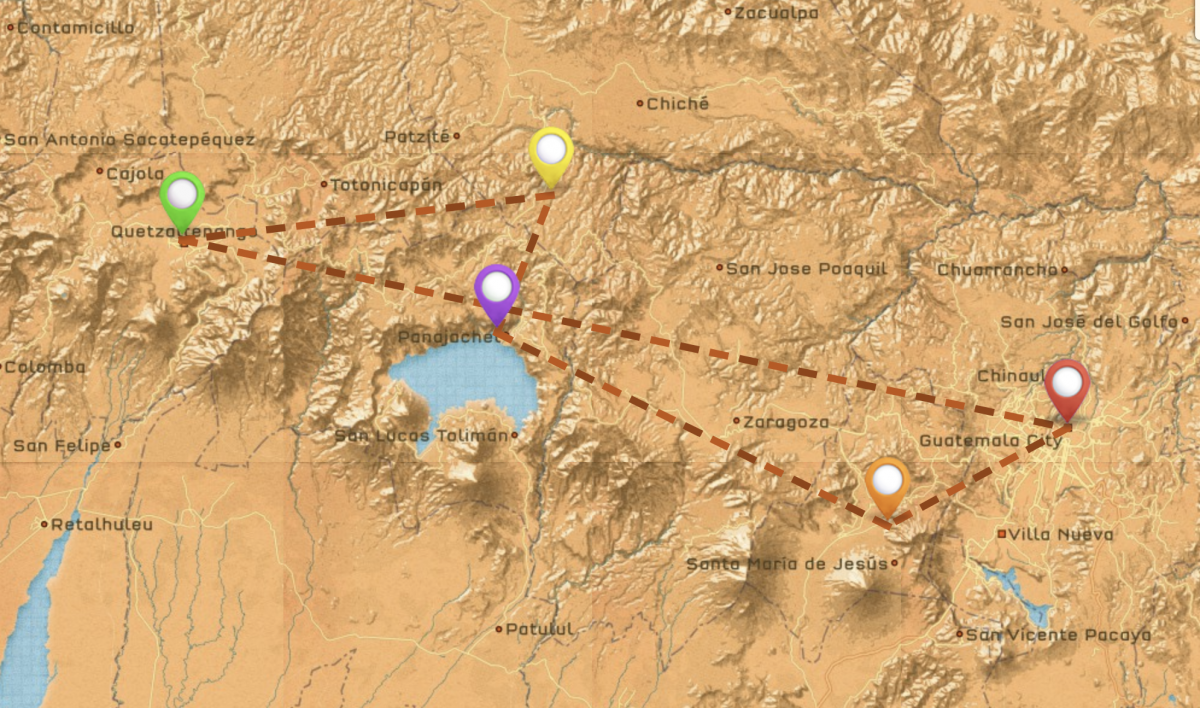 Zacualpa
Contamicillo
Chiché
Patzité
San Antonio Sacatepéquez
Cajola
Totonicapán
Quetzaltenango
San Jose Poaquil
Chuarrancho
San José del Golfo
Panajachel
Colomba
Chinaul
Zaragoza
San Lucas Tolimán
Guatemala City
San Felipe
Retalhuleu
Villa Nueva
Santa María de Jesús
Patulul
San Vicente Pacaya